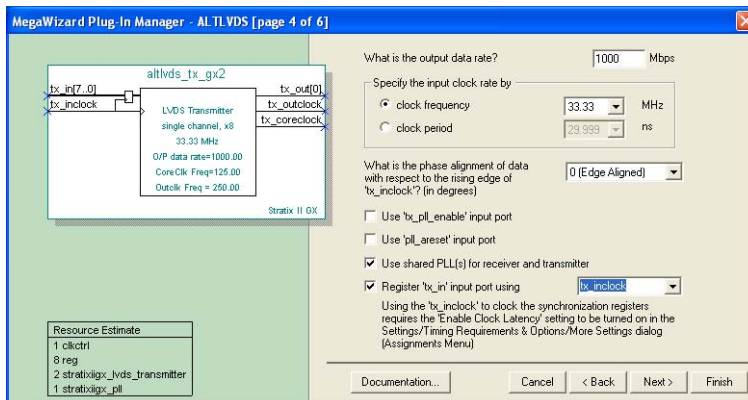 MegaWizard Plug-In Manager - ALTLVDS [page 4 of 6]
altlvds_tx_gx2
tx_in[7..0]
tx_inclock
tx_out[0]
tx_outclock
tx_coreclock
LVDS Transmitter
single channel, x8
33.33 MHz
O/P data rate=1000.00
CoreClk Freq=125.00
Outclk Freq = 250.00
Stratix II GX
Resource Estimate
1 clkctrl
8 reg
2 stratixiigx_lvds_transmitter
1 stratixiigx_pll
What is the output data rate? 1000 Mbps
Specify the input clock rate by
clock frequency 33.33 MHz
clock period 29.999 ns
What is the phase alignment of data
with respect to the rising edge of
'tx_inclock'? (in degrees)
0 (Edge Aligned)
Use 'tx_pll_enable' input port
Use 'pll_areset' input port
Use shared PLL(s) for receiver and transmitter
Register 'tx_in' input port using tx_inclock
Using the 'tx_inclock' to clock the synchronization registers
requires the 'Enable Clock Latency' setting to be turned on in the
Settings/Timing Requirements & Options/More Settings dialog
(Assignments Menu)
Documentation... Cancel < Back Next > Finish